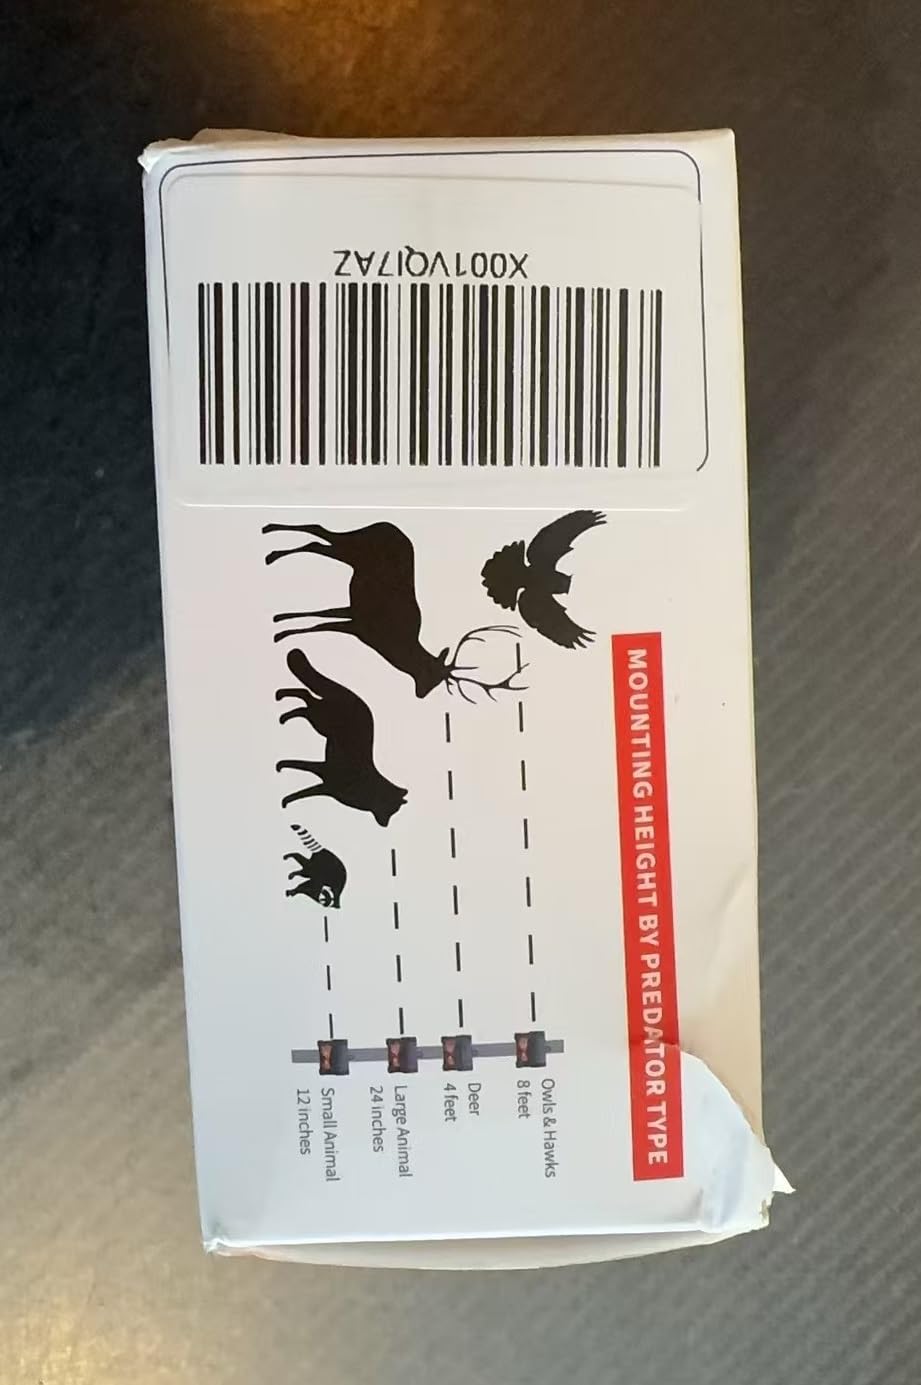 X001VQI7AZ
MOUNTING HEIGHT BY PREDATOR TYPE
Owls & Hawks
8 feet
Deer
4 feet
Large Animal
24 inches
Small Animal
12 inches